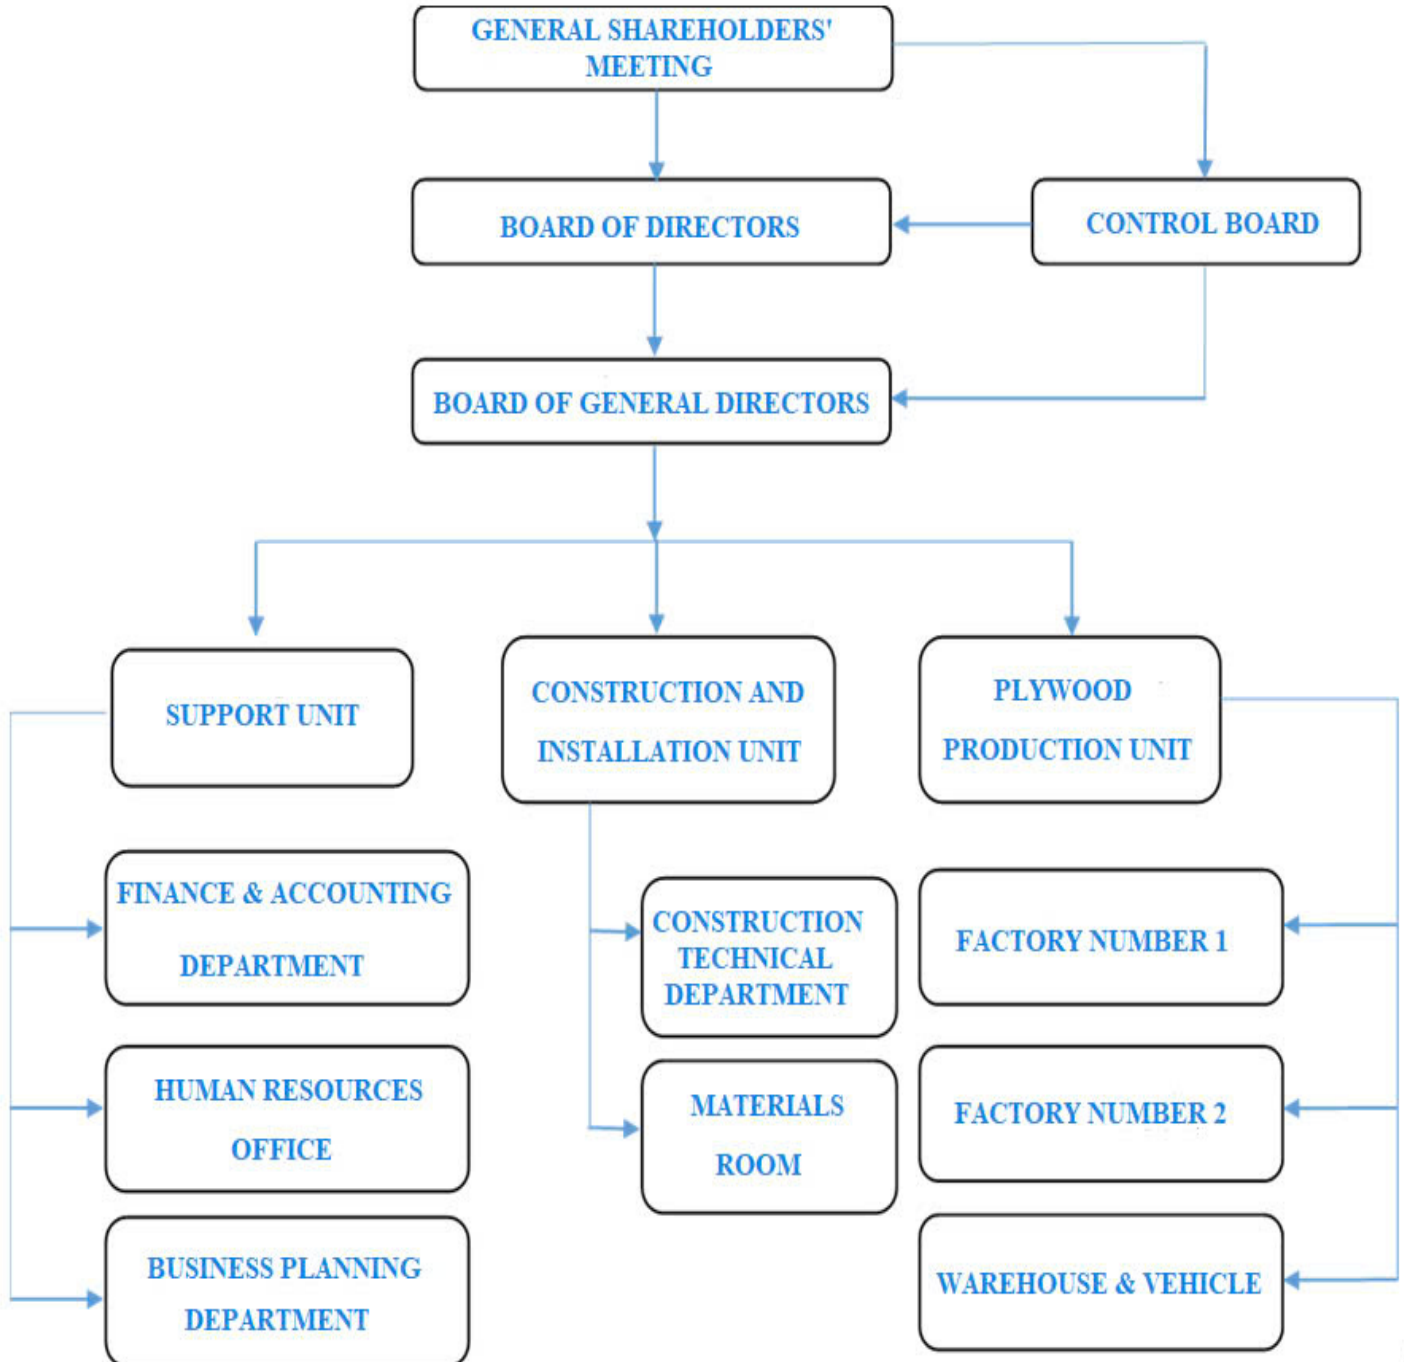 GENERAL SHAREHOLDERS'
MEETING
BOARD OF DIRECTORS
CONTROL BOARD
BOARD OF GENERAL DIRECTORS
SUPPORT UNIT
CONSTRUCTION AND
INSTALLATION UNIT
PLYWOOD
PRODUCTION UNIT
FINANCE & ACCOUNTING
DEPARTMENT
HUMAN RESOURCES
OFFICE
BUSINESS PLANNING
DEPARTMENT
CONSTRUCTION
TECHNICAL
DEPARTMENT
MATERIALS
ROOM
FACTORY NUMBER 1
FACTORY NUMBER 2
WAREHOUSE & VEHICLE